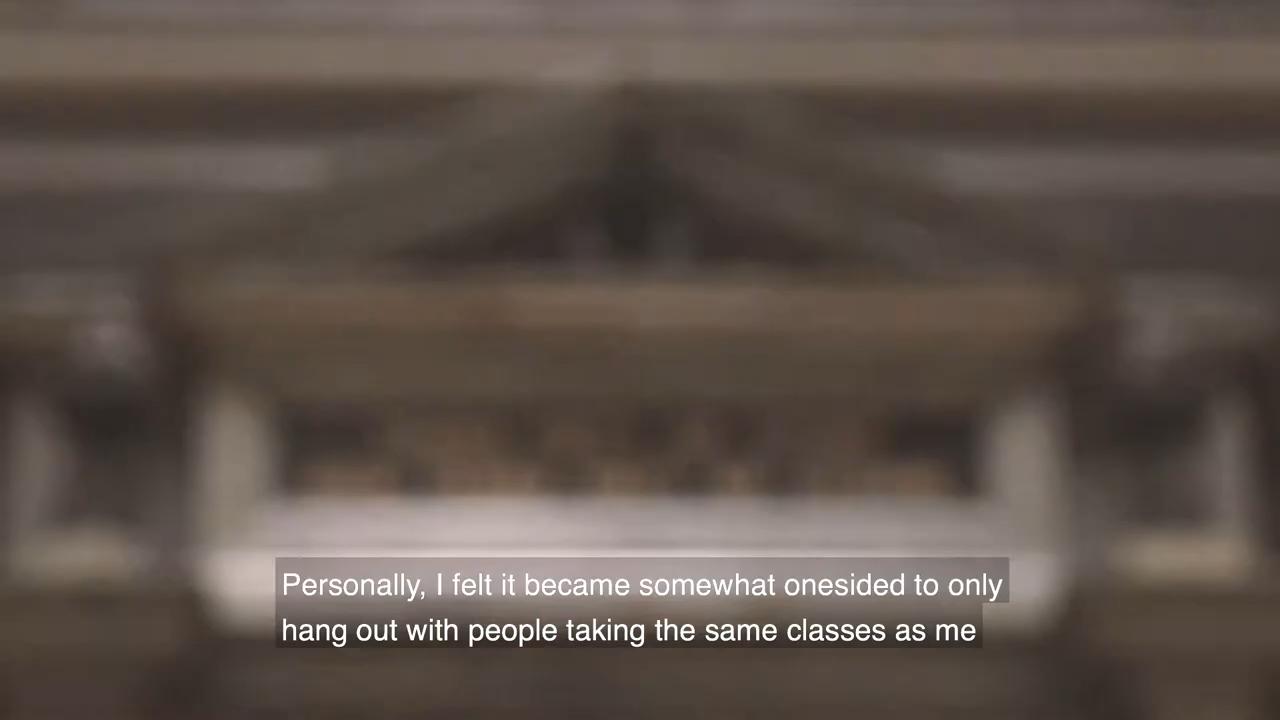 Personally, I felt it became somewhat onesided to only
hang out with people taking the same classes as me